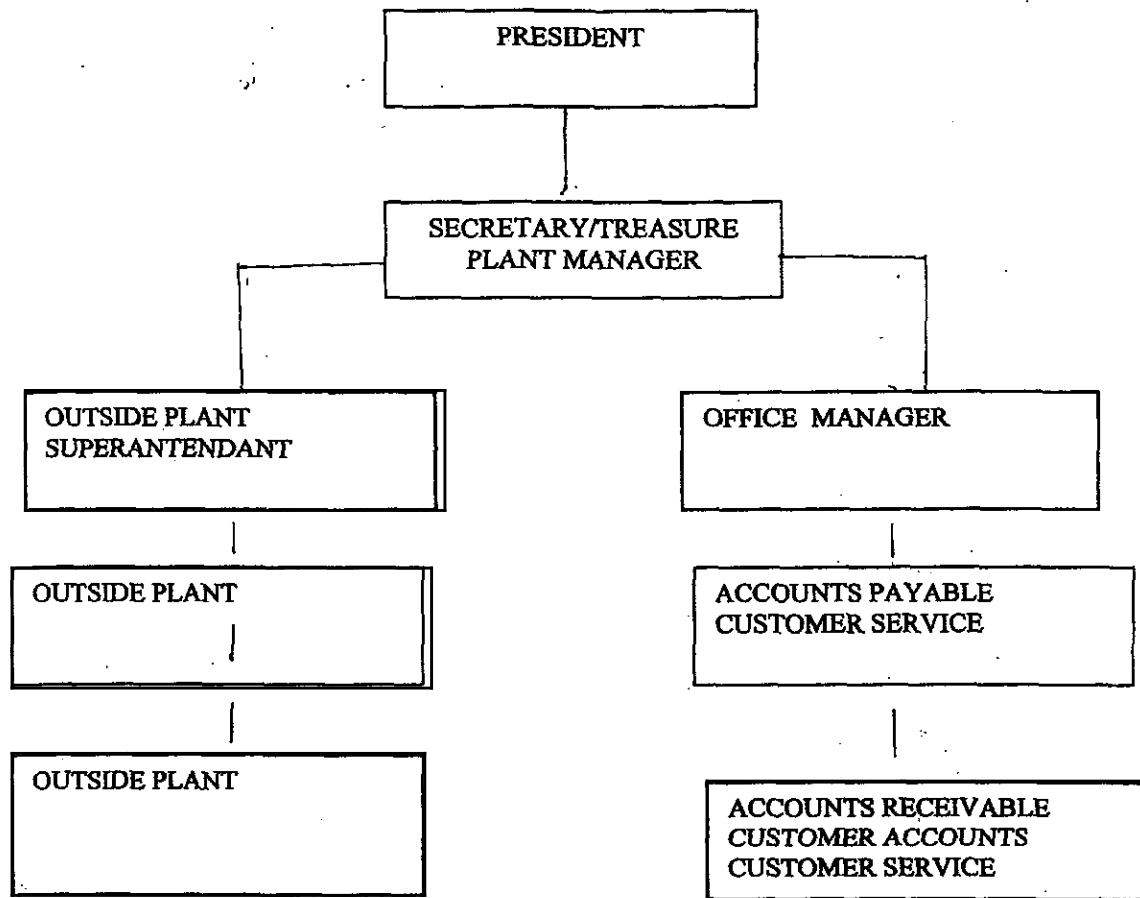 PRESIDENT
SECRETARY/TREASURE
PLANT MANAGER
OUTSIDE PLANT
SUPERANTENDANT
OFFICE MANAGER
OUTSIDE PLANT
ACCOUNTS PAYABLE
CUSTOMER SERVICE
OUTSIDE PLANT
ACCOUNTS RECEIVABLE
CUSTOMER ACCOUNTS
CUSTOMER SERVICE